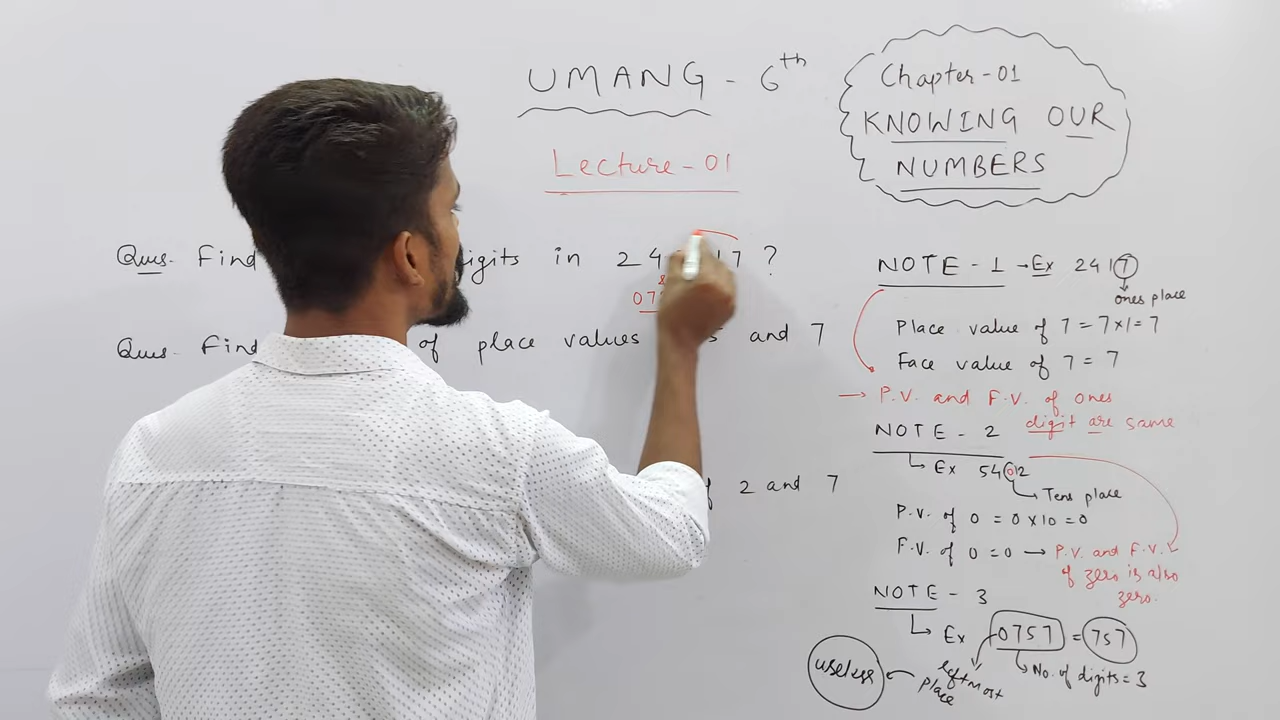 UMANG - 6th
Lecture - 01
Chapter - 01
KNOWING OUR
NUMBERS
Ques. Find digits in 24 17 ?
07
Ques. Find of place values 5 and 7
2 and 7
NOTE - 1 → Ex 2417
ones place
Place value of 7 = 7×1 = 7
Face value of 7 = 7
→ P.V. and F.V. of ones
digit are same
NOTE - 2
Ex 5402
Tens place
P.V. of 0 = 0×10 = 0
F.V. of 0 = 0 → P.V. and F.V.
of zero is also
zero.
NOTE - 3
Ex 0757 = 757
No. of digits = 3
leftmost
place
useless